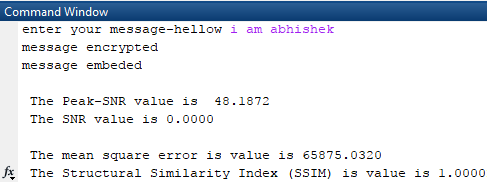 Command Window
enter your message-hellow i am abhishek
message encrypted
message embeded
The Peak-SNR value is  48.1872
The SNR value is 0.0000
The mean square error is value is 65875.0320
fx The Structural Similarity Index (SSIM) is value is 1.0000